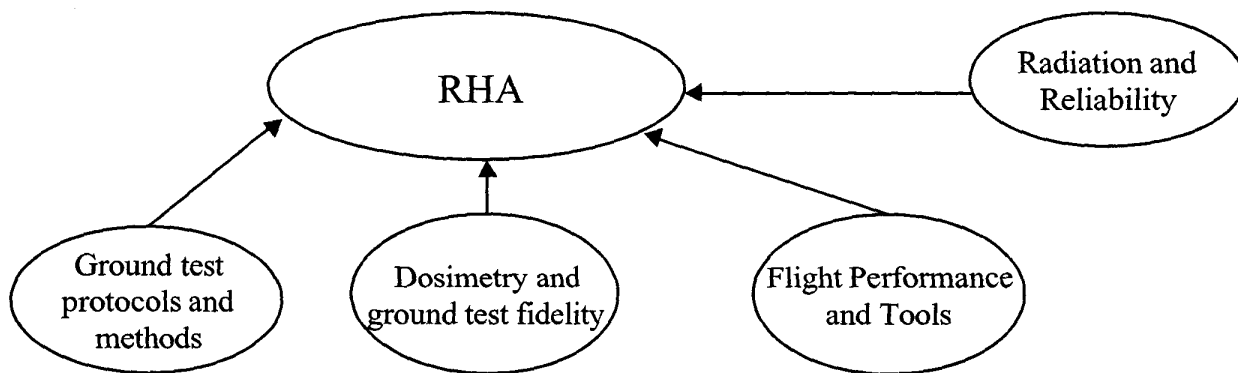 RHA
Radiation and
Reliability
Ground test
protocols and
methods
Dosimetry and
ground test fidelity
Flight Performance
and Tools